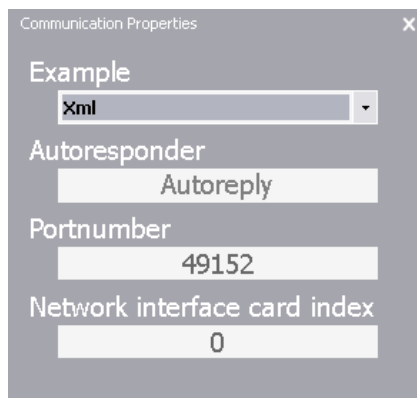 Communication Properties X
Example
Xml
Autoresponder
Autoreply
Portnumber
49152
Network interface card index
0